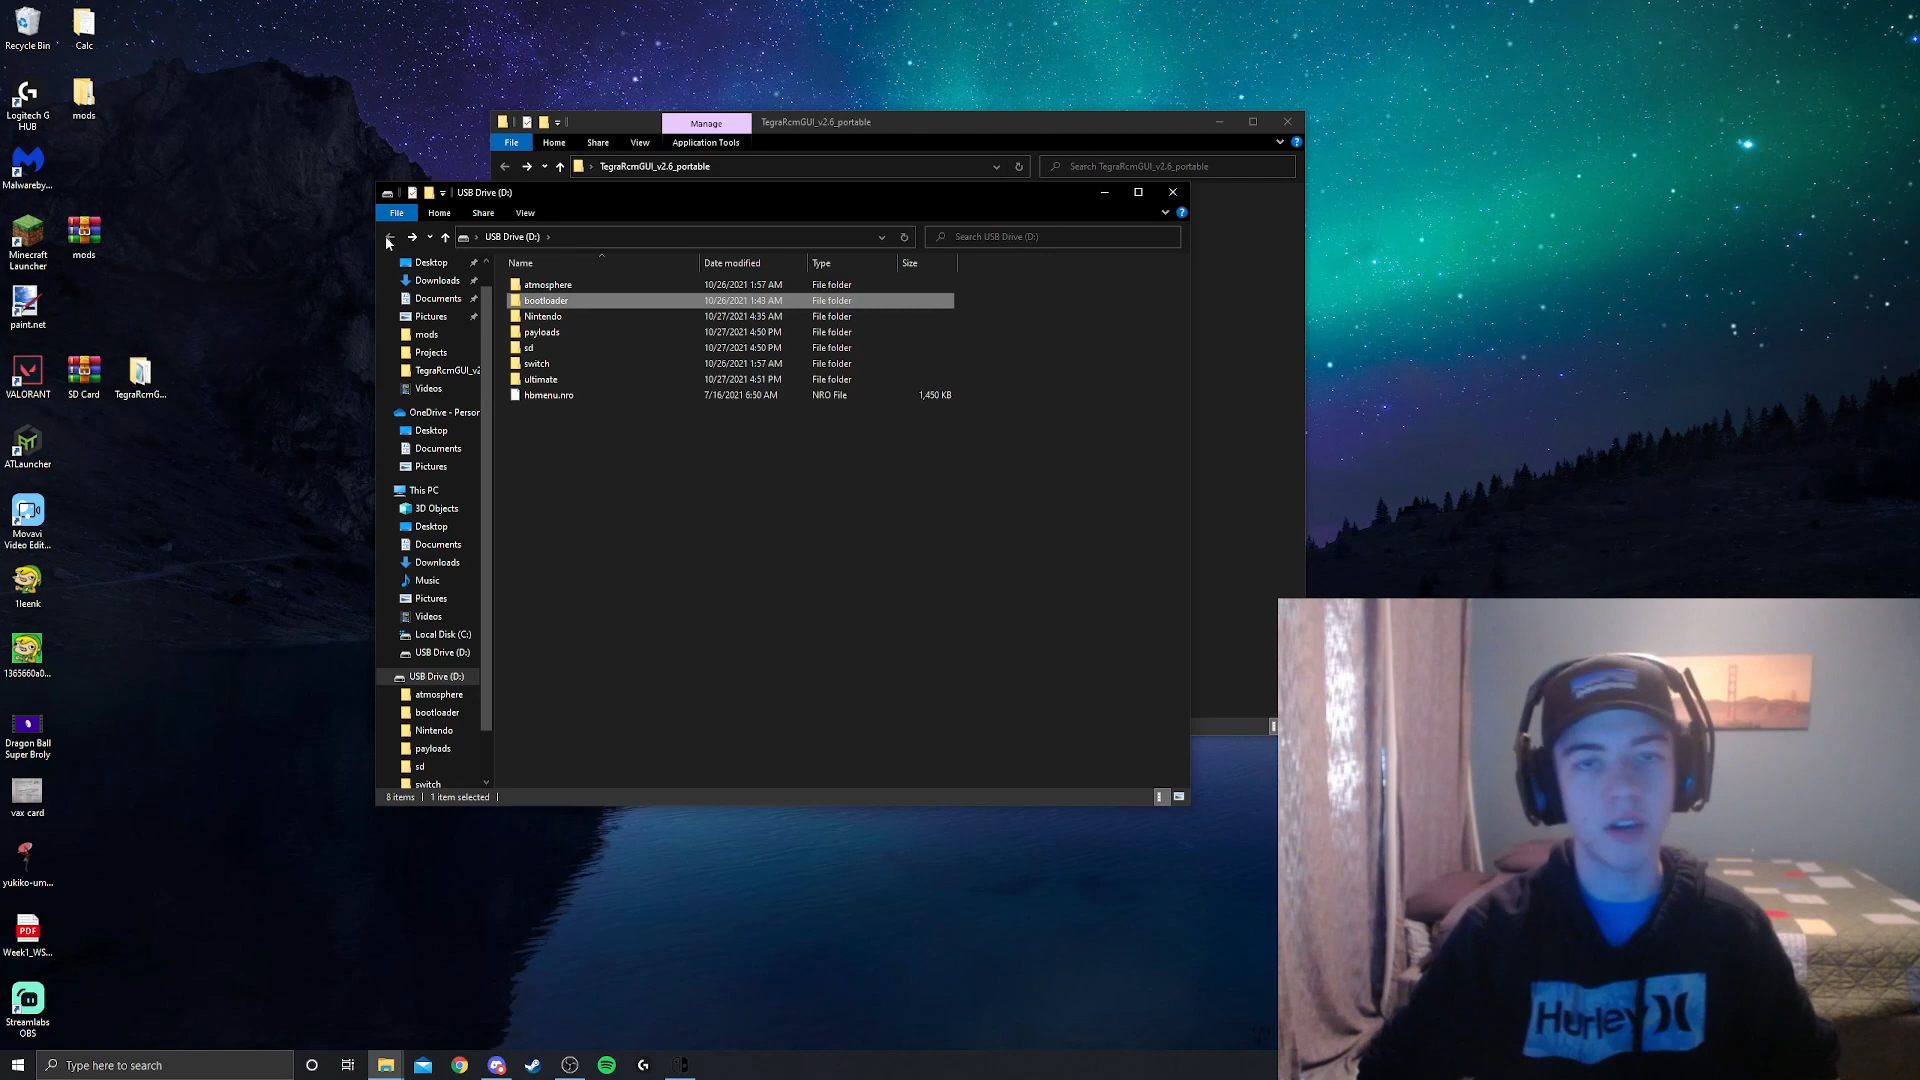 Recycle Bin
Calc
Logitech G
HUB
mods
Malwareby...
Minecraft
Launcher
mods
paint.net
VALORANT
SD Card
TegraRcmG...
ATLauncher
Movavi
Video Edit...
1leenk
1365660a0...
Dragon Ball
Super Broly
vax card
yukiko-um...
PDF
Week1_WS...
Streamlabs
OBS
Manage
TegraRcmGUI_v2.6_portable
File
Home
Share
View
Application Tools
TegraRcmGUI_v2.6_portable
Search TegraRcmGUI_v2.6_portable
USB Drive (D:)
File
Home
Share
View
USB Drive (D:)
Search USB Drive (D:)
Desktop
Downloads
Documents
Pictures
mods
Projects
TegraRcmGUI_v2
Videos
OneDrive - Person
Desktop
Documents
Pictures
This PC
3D Objects
Desktop
Documents
Downloads
Music
Pictures
Videos
Local Disk (C:)
USB Drive (D:)
USB Drive (D:)
atmosphere
bootloader
Nintendo
payloads
sd
switch
Name Date modified Type Size
atmosphere 10/26/2021 1:57 AM File folder
bootloader 10/26/2021 1:43 AM File folder
Nintendo 10/27/2021 4:35 AM File folder
payloads 10/27/2021 4:50 PM File folder
sd 10/27/2021 4:50 PM File folder
switch 10/26/2021 1:57 AM File folder
ultimate 10/27/2021 4:51 PM File folder
hbmenu.nro 7/16/2021 6:50 AM NRO File 1,450 KB
8 items
1 item selected
Hurley
Type here to search